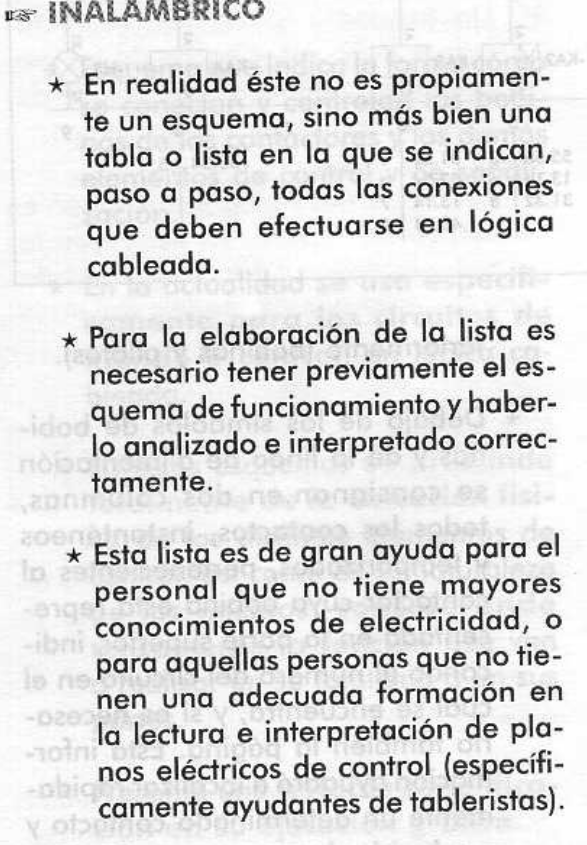 ☞ INALÁMBRICO
★ En realidad éste no es propiamen-
te un esquema, sino más bien una
tabla o lista en la que se indican,
paso a paso, todas las conexiones
que deben efectuarse en lógica
cableada.
★ Para la elaboración de la lista es
necesario tener previamente el es-
quema de funcionamiento y haber-
lo analizado e interpretado correc-
tamente.
★ Esta lista es de gran ayuda para el
personal que no tiene mayores
conocimientos de electricidad, o
para aquellas personas que no tie-
nen una adecuada formación en
la lectura e interpretación de pla-
nos eléctricos de control (específi-
camente ayudantes de tableristas).